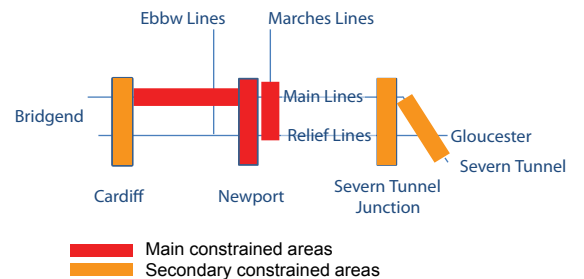 Ebbw Lines
Marches Lines
Main Lines
Bridgend
Relief Lines
Gloucester
Severn Tunnel
Cardiff
Newport
Severn Tunnel
Junction
Main constrained areas
Secondary constrained areas